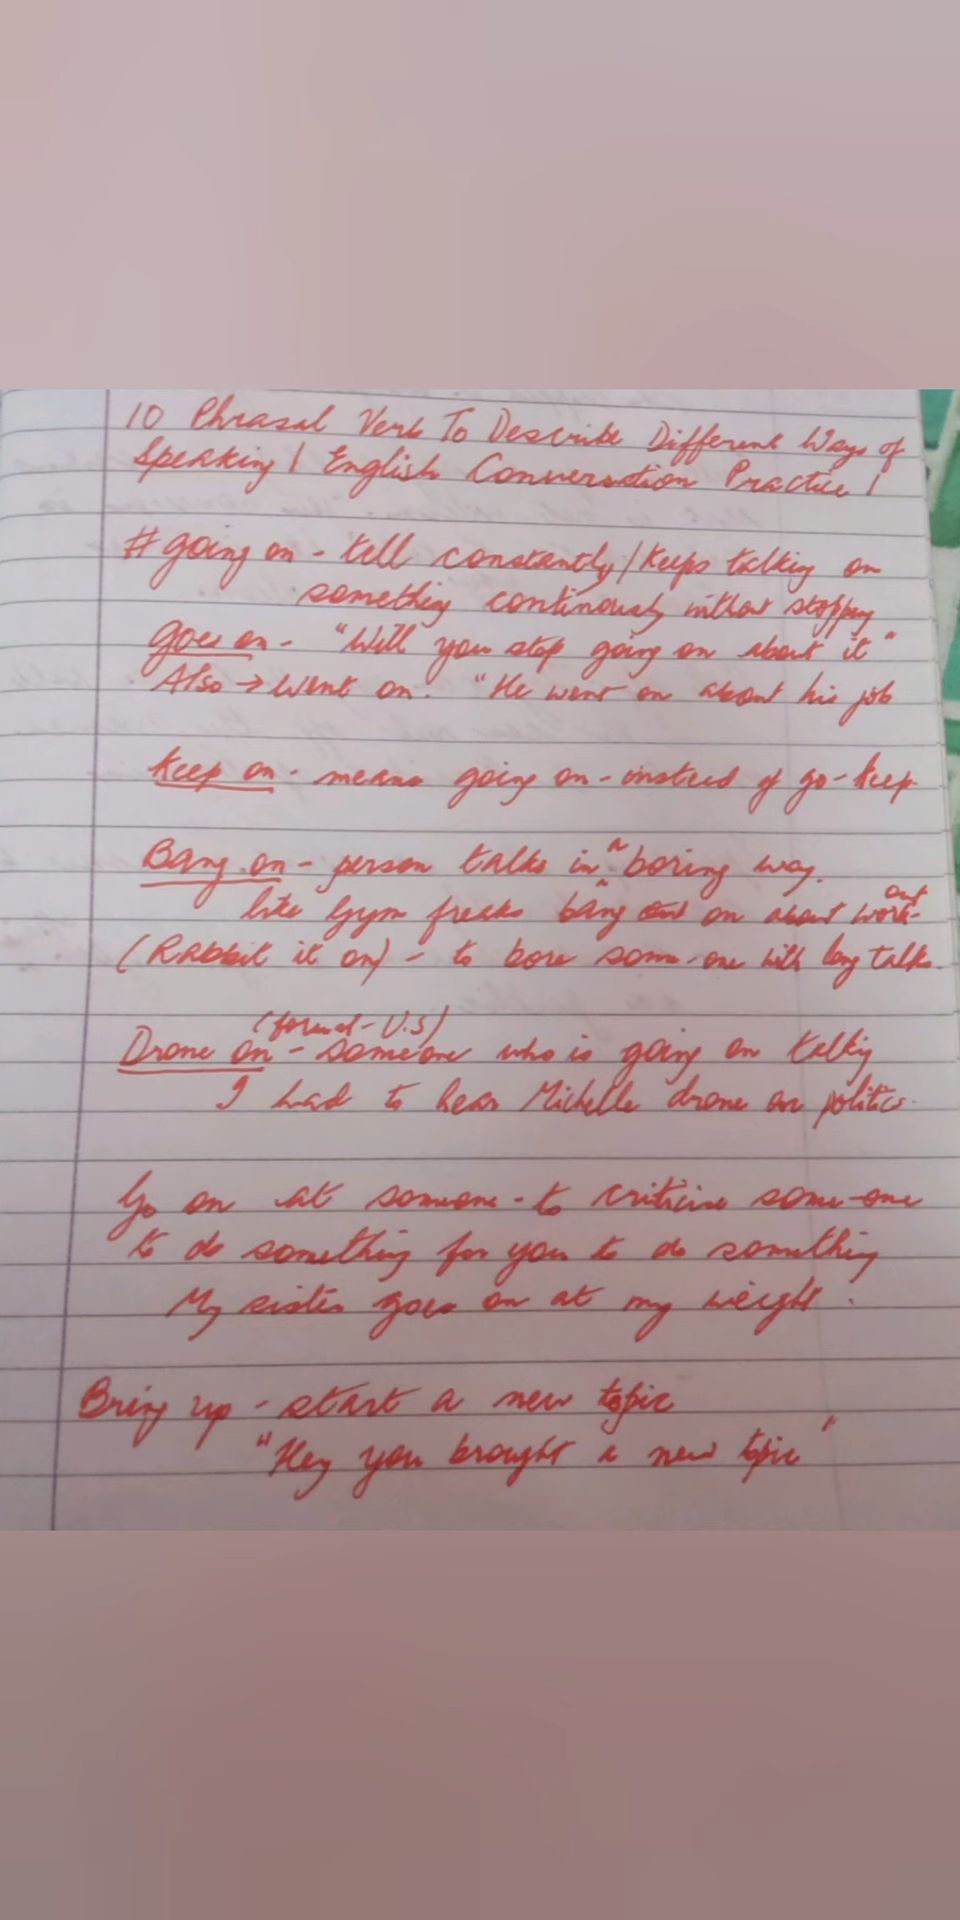 10 Phrasal Verb To Describe Different Ways of
Speaking | English Conversation Practice |
# going on - tell constantly / Keeps talking on
something continously without stopping
goes on - "Will you stop going on about it"
Also → Went on. "He went on about his job
Keep on - means going on - instead of go - keep.
Bang on - person talks in a boring way.
like Gym freaks bang on about work-out
(Rabbit it on) - to bore some-one with long talks.
(formal - U.S)
Drone on - someone who is going on talking
I had to hear Michelle drone on politics.
Go on at someone - to criticise some-one
to do something for you to do something
My sister goes on at my weight.
Bring up - start a new topic
"Hey you brought a new topic"